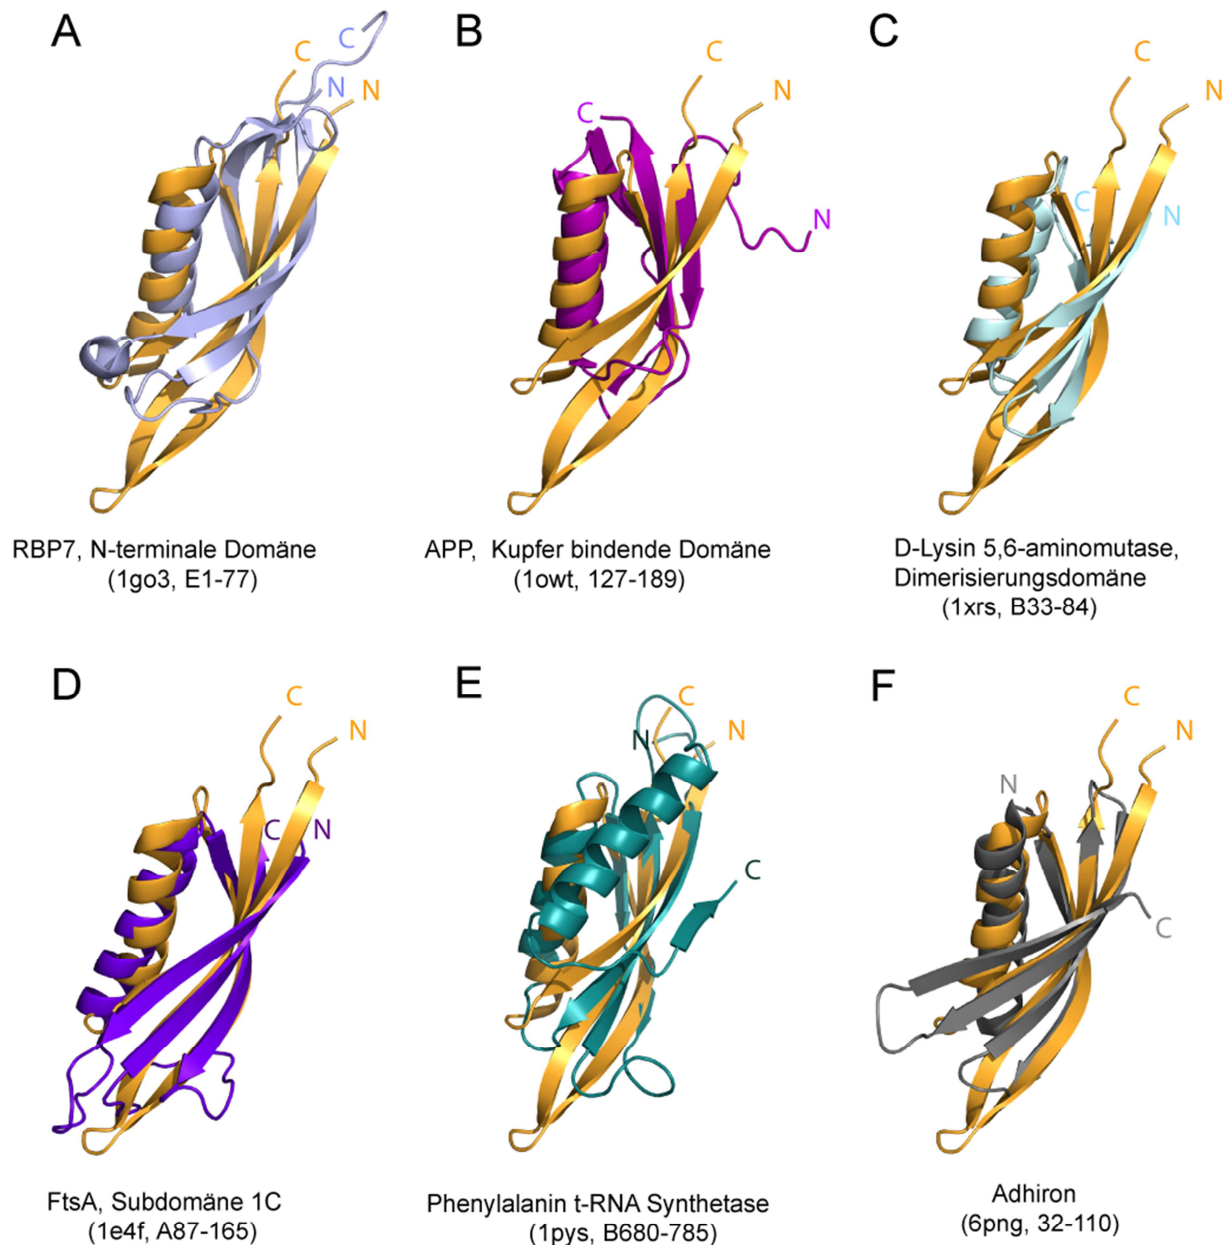 A
B
C
C
C
N
N
C
N
C
N
C
N
C
N
RBP7, N-terminale Domäne
(1go3, E1-77)
APP, Kupfer bindende Domäne
(1owt, 127-189)
D-Lysin 5,6-aminomutase,
Dimerisierungsdomäne
(1xrs, B33-84)
D
E
F
C
N
C
N
C
N
N
C
C
N
N
C
FtsA, Subdomäne 1C
(1e4f, A87-165)
Phenylalanin t-RNA Synthetase
(1pys, B680-785)
Adhiron
(6png, 32-110)